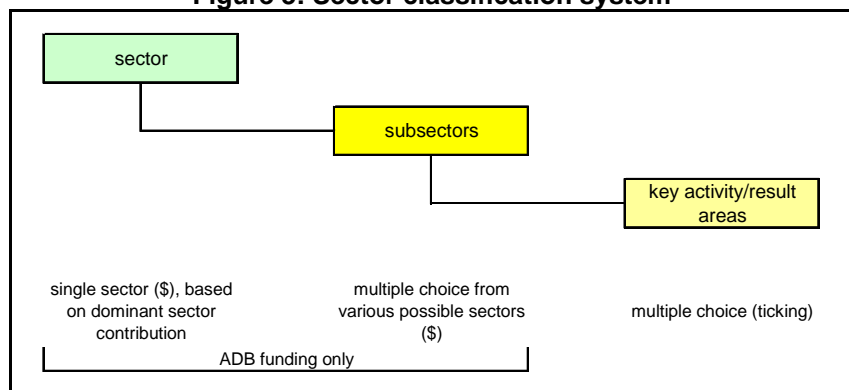 Figure Sector classification system
sector
subsectors
key activity/result
areas
single sector ($), based
on dominant sector
contribution
multiple choice from
various possible sectors
($)
multiple choice (ticking)
ADB funding only